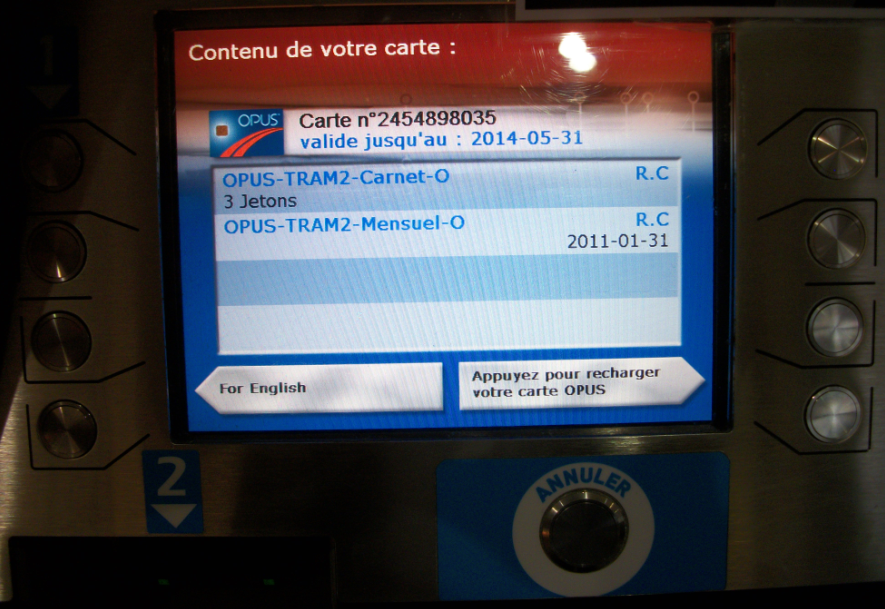 1
Contenu de votre carte :
OPUS
Carte n°2454898035
valide jusqu'au : 2014-05-31
OPUS-TRAM2-Carnet-O R.C
3 Jetons
OPUS-TRAM2-Mensuel-O R.C
2011-01-31
For English
Appuyez pour recharger
votre carte OPUS
2
ANNULER